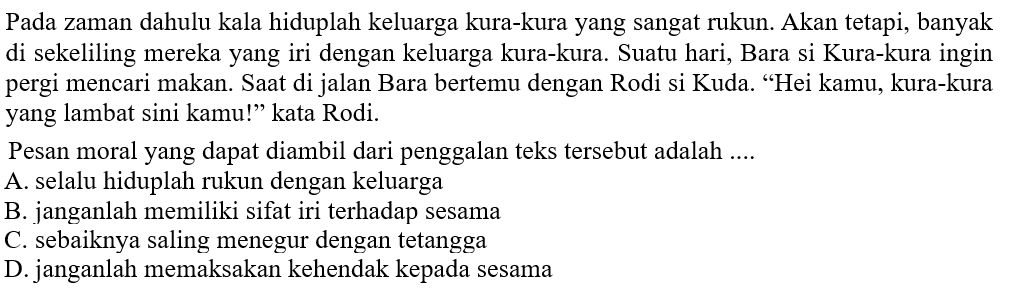 Pada zaman dahulu kala hiduplah keluarga kura-kura yang sangat rukun. Akan tetapi, banyak
di sekeliling mereka yang iri dengan keluarga kura-kura. Suatu hari, Bara si Kura-kura ingin
pergi mencari makan. Saat di jalan Bara bertemu dengan Rodi si Kuda. “Hei kamu, kura-kura
yang lambat sini kamu!” kata Rodi.
Pesan moral yang dapat diambil dari penggalan teks tersebut adalah ....
A. selalu hiduplah rukun dengan keluarga
B. janganlah memiliki sifat iri terhadap sesama
C. sebaiknya saling menegur dengan tetangga
D. janganlah memaksakan kehendak kepada sesama